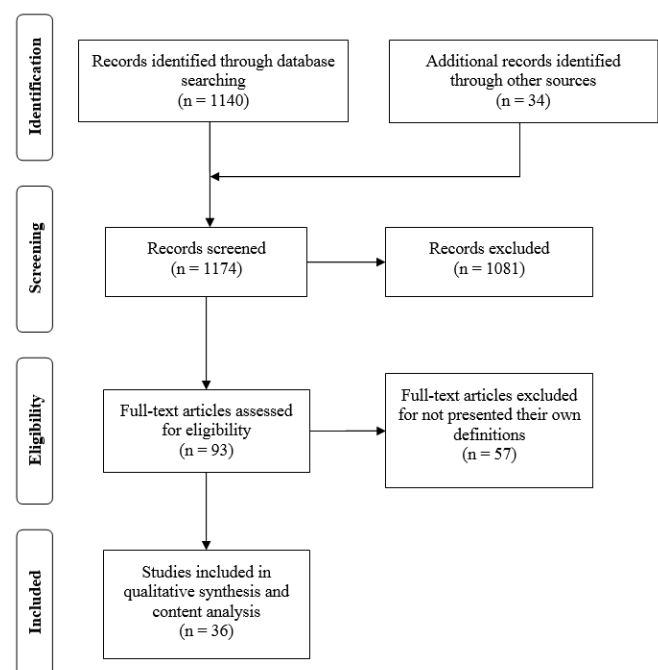 Identification
Records identified through database
searching
(n = 1140)
Additional records identified
through other sources
(n = 34)
Screening
Records screened
(n = 1174)
Records excluded
(n = 1081)
Eligibility
Full-text articles assessed
for eligibility
(n = 93)
Full-text articles excluded
for not presented their own
definitions
(n = 57)
Included
Studies included in
qualitative synthesis and
content analysis
(n = 36)